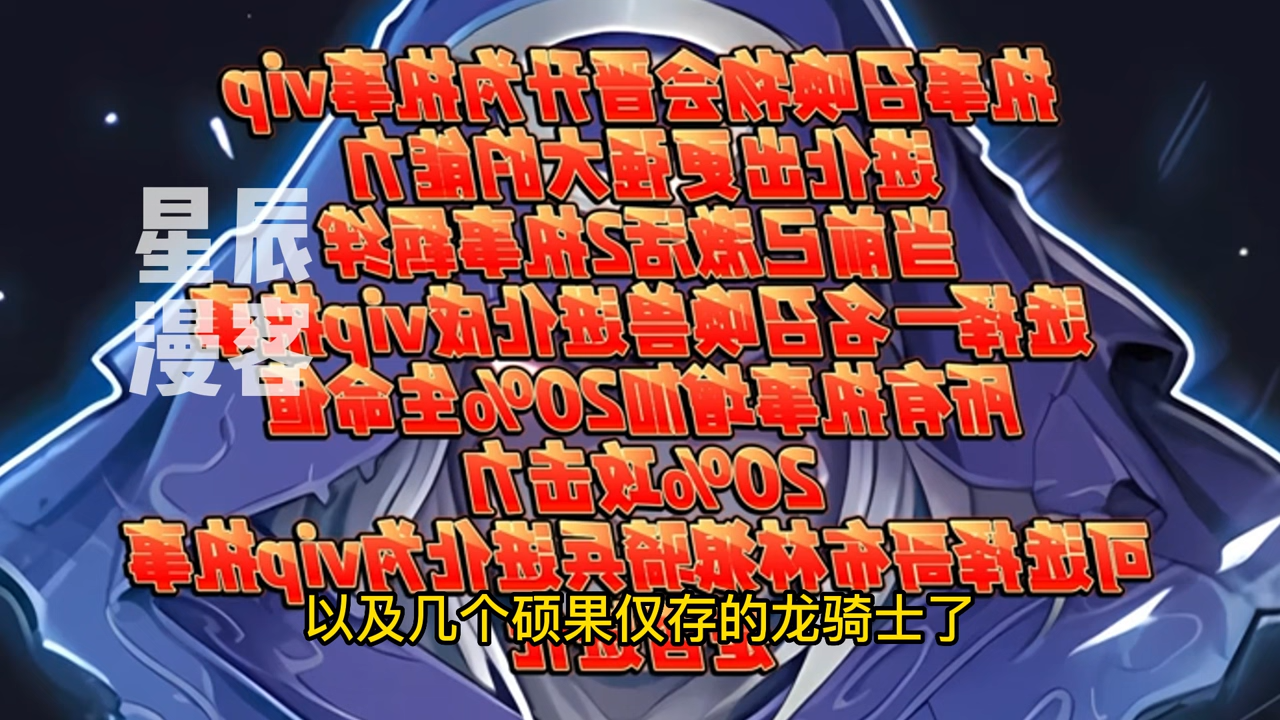 执事召唤物会晋升为执事vip
进化出更强大的能力
当前已激活2执事羁绊
选择一名召唤兽进化成vip执事
所有执事增加20%生命值
20%攻击力
可选择哥布林狼骑兵进化为vip执事
是否进化
以及几个硕果仅存的龙骑士了
星辰
漫客